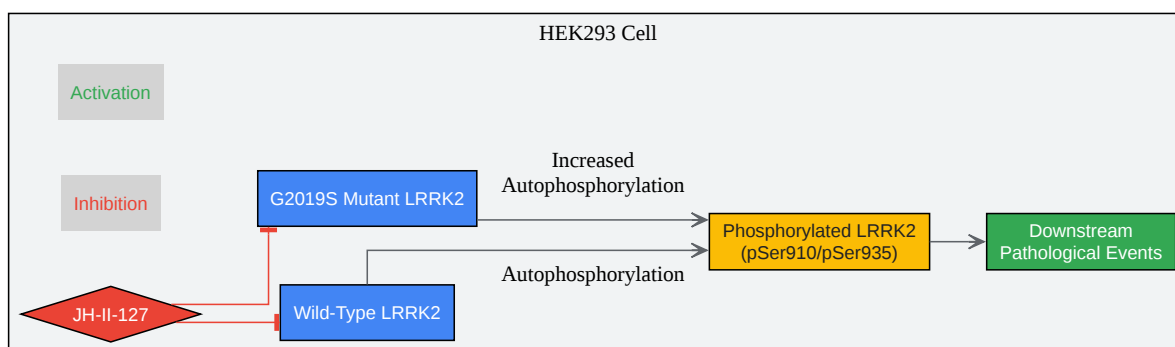 HEK293 Cell
Activation
Inhibition
Increased
Autophosphorylation
G2019S Mutant LRRK2
Phosphorylated LRRK2
(pSer910/pSer935)
Downstream
Pathological Events
Autophosphorylation
JH-II-127
Wild-Type LRRK2